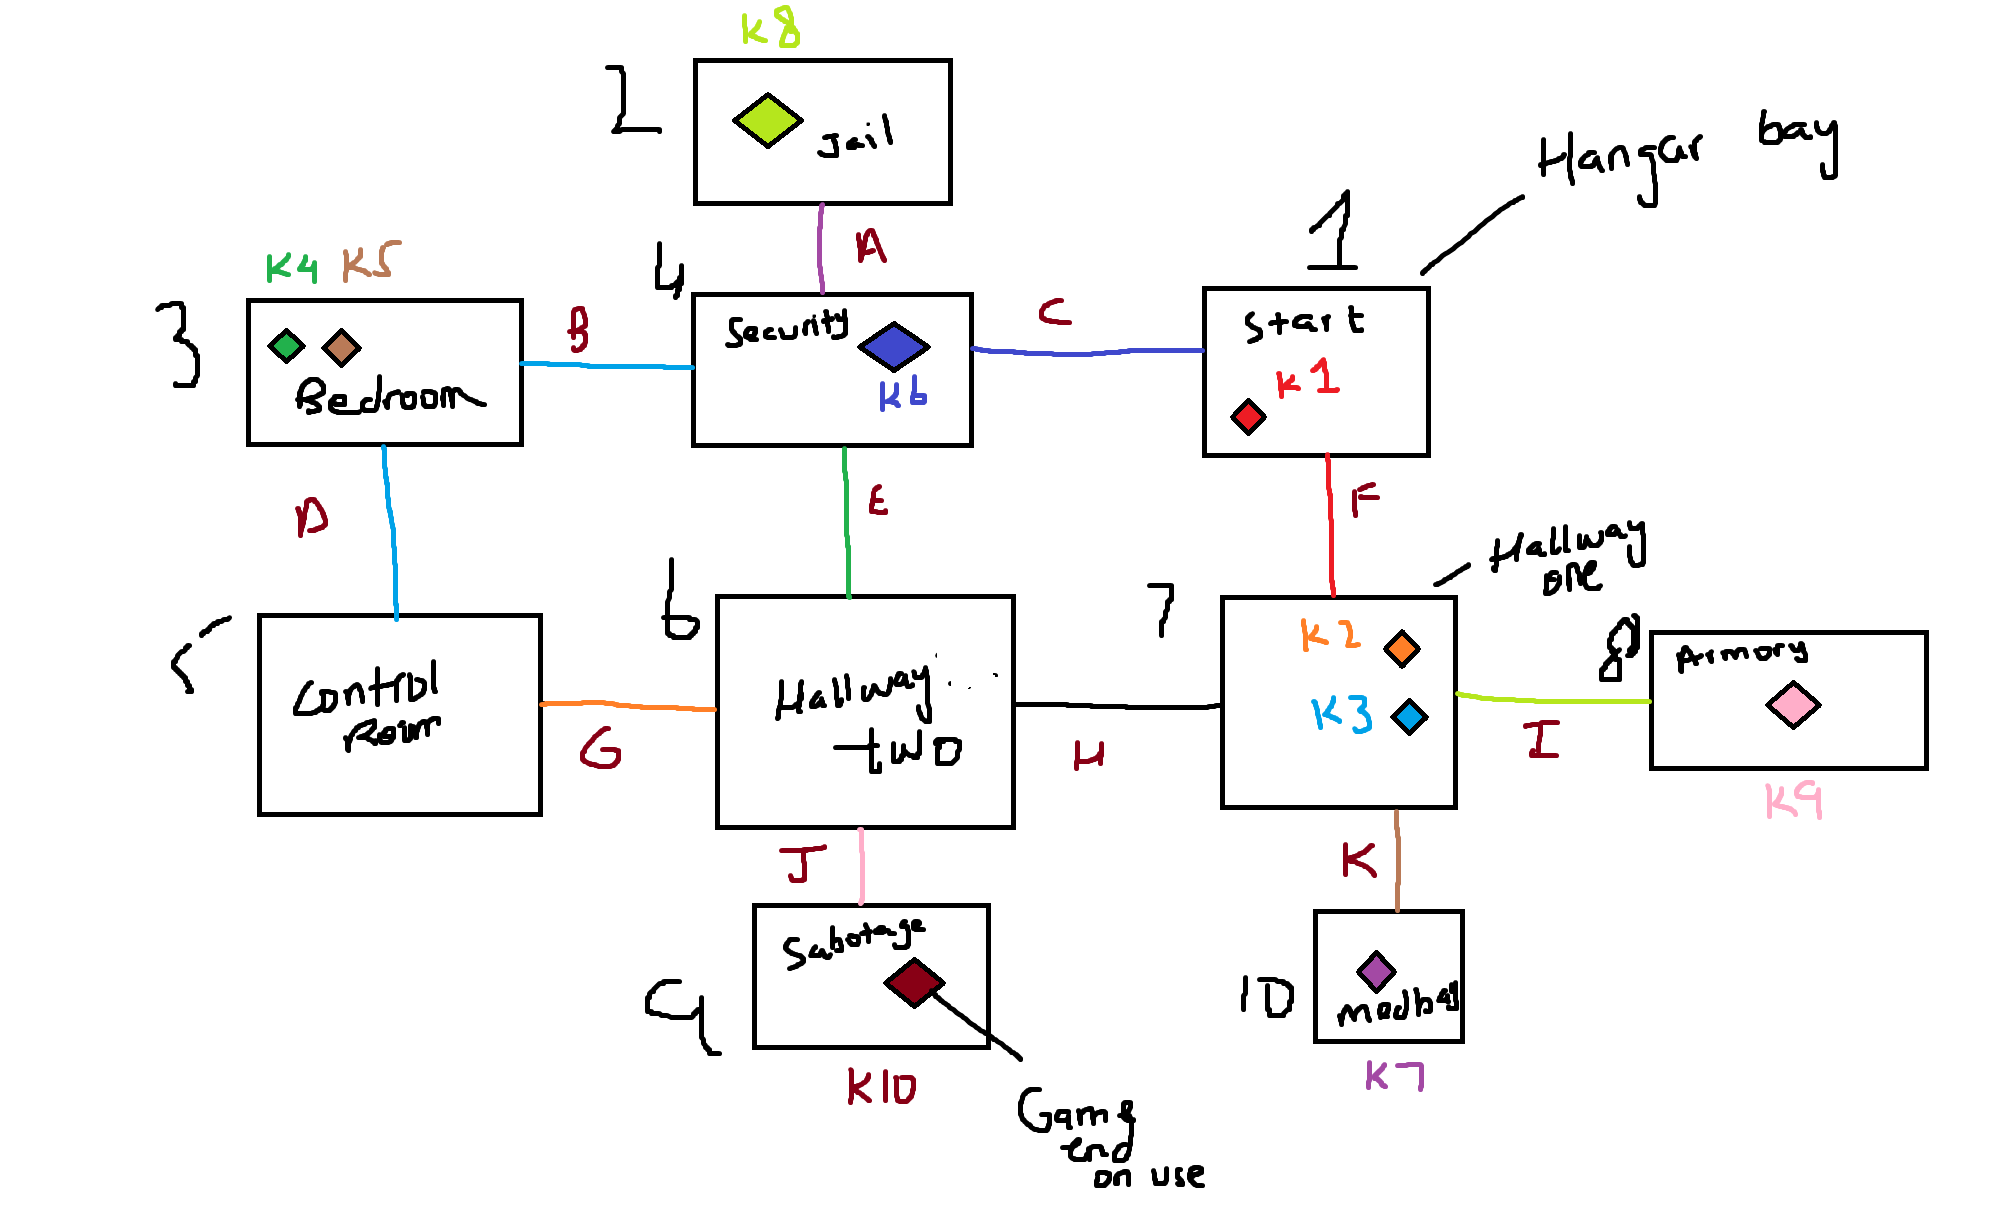 K8
2
Jail
Hangar bay
A
1
4
K4 K5
3
B
Security
C
Start
K6
K1
Bedroom
D
E
F
Hallway
one
6
7
K2
8
Armory
5
Control
Room
Hallway
two
K3
G
H
I
K9
J
K
Sabotage
9
10
medbay
K10
K7
Game
end
on use